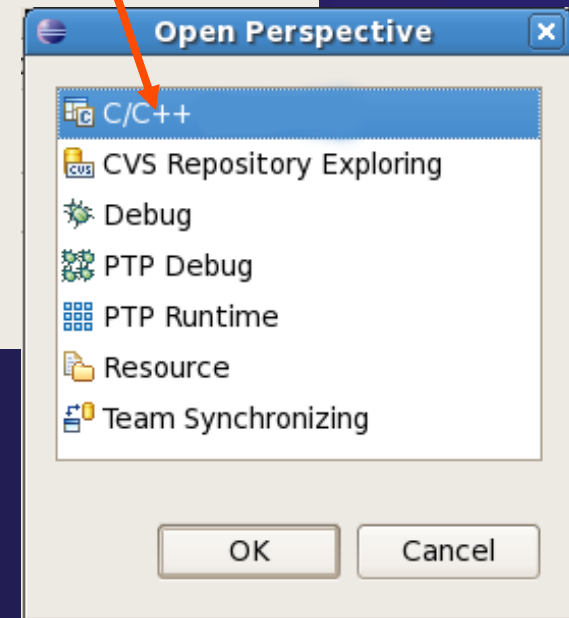 Open Perspective
C/C++
CVS Repository Exploring
Debug
PTP Debug
PTP Runtime
Resource
Team Synchronizing
OK Cancel